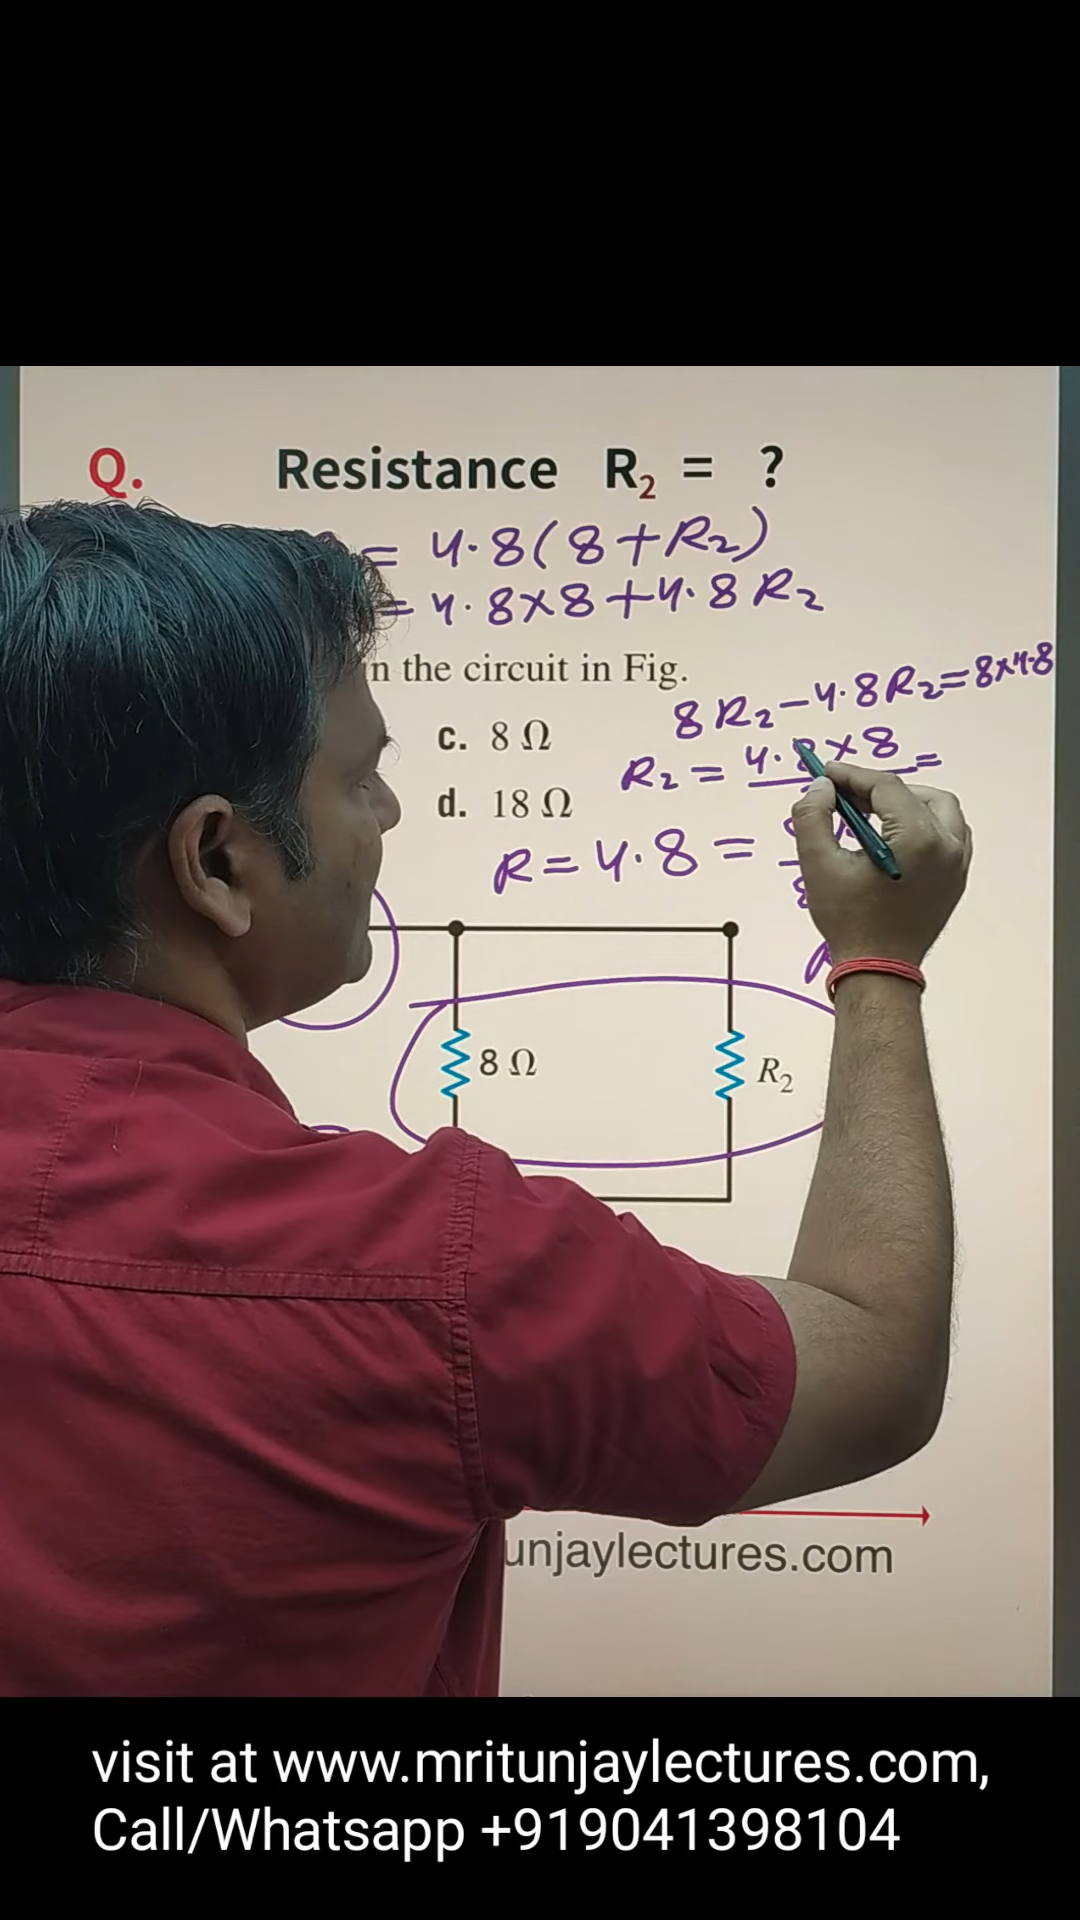 Q. Resistance R₂ = ?
= 4.8(8+R₂)
= 4.8×8+4.8R₂
in the circuit in Fig.
8R₂-4.8R₂=8×4.8
c. 8 Ω
R₂ = 4.8×8 =
d. 18 Ω
R = 4.8 =
8 Ω
R₂
unjaylectures.com
visit at www.mritunjaylectures.com,
Call/Whatsapp +919041398104